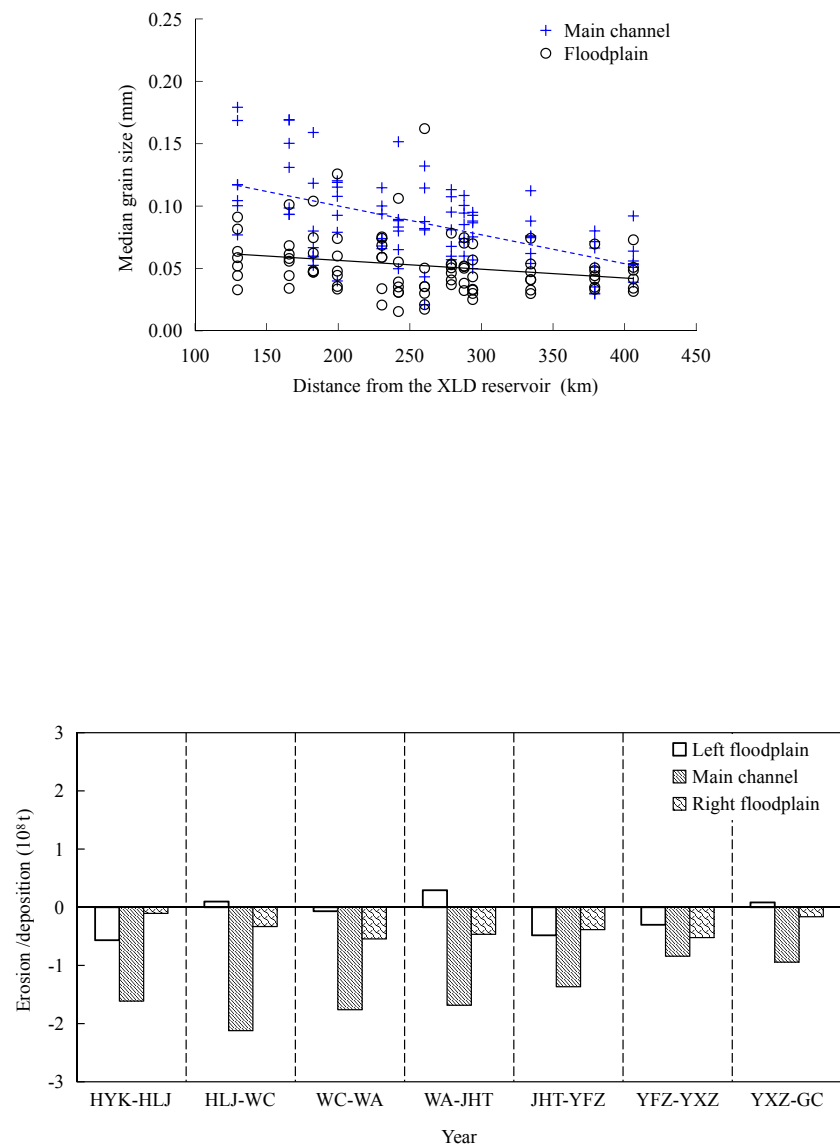 0.25
Main channel
Floodplain
0.20
0.15
0.10
0.05
0.00
Median grain size (mm)
100 150 200 250 300 350 400 450
Distance from the XLD reservoir (km)
3
Left floodplain
Main channel
Right floodplain
2
1
0
-1
-2
-3
Erosion /deposition (10⁸ t)
HYK-HLJ HLJ-WC WC-WA WA-JHT JHT-YFZ YFZ-YXZ YXZ-GC
Year